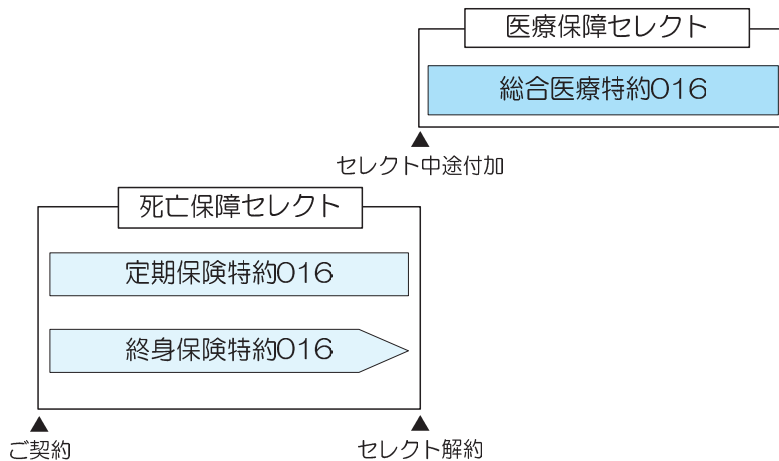 医療保障セレクト
総合医療特約016
セレクト中途付加
死亡保障セレクト
定期保険特約016
終身保険特約016
ご契約
セレクト解約